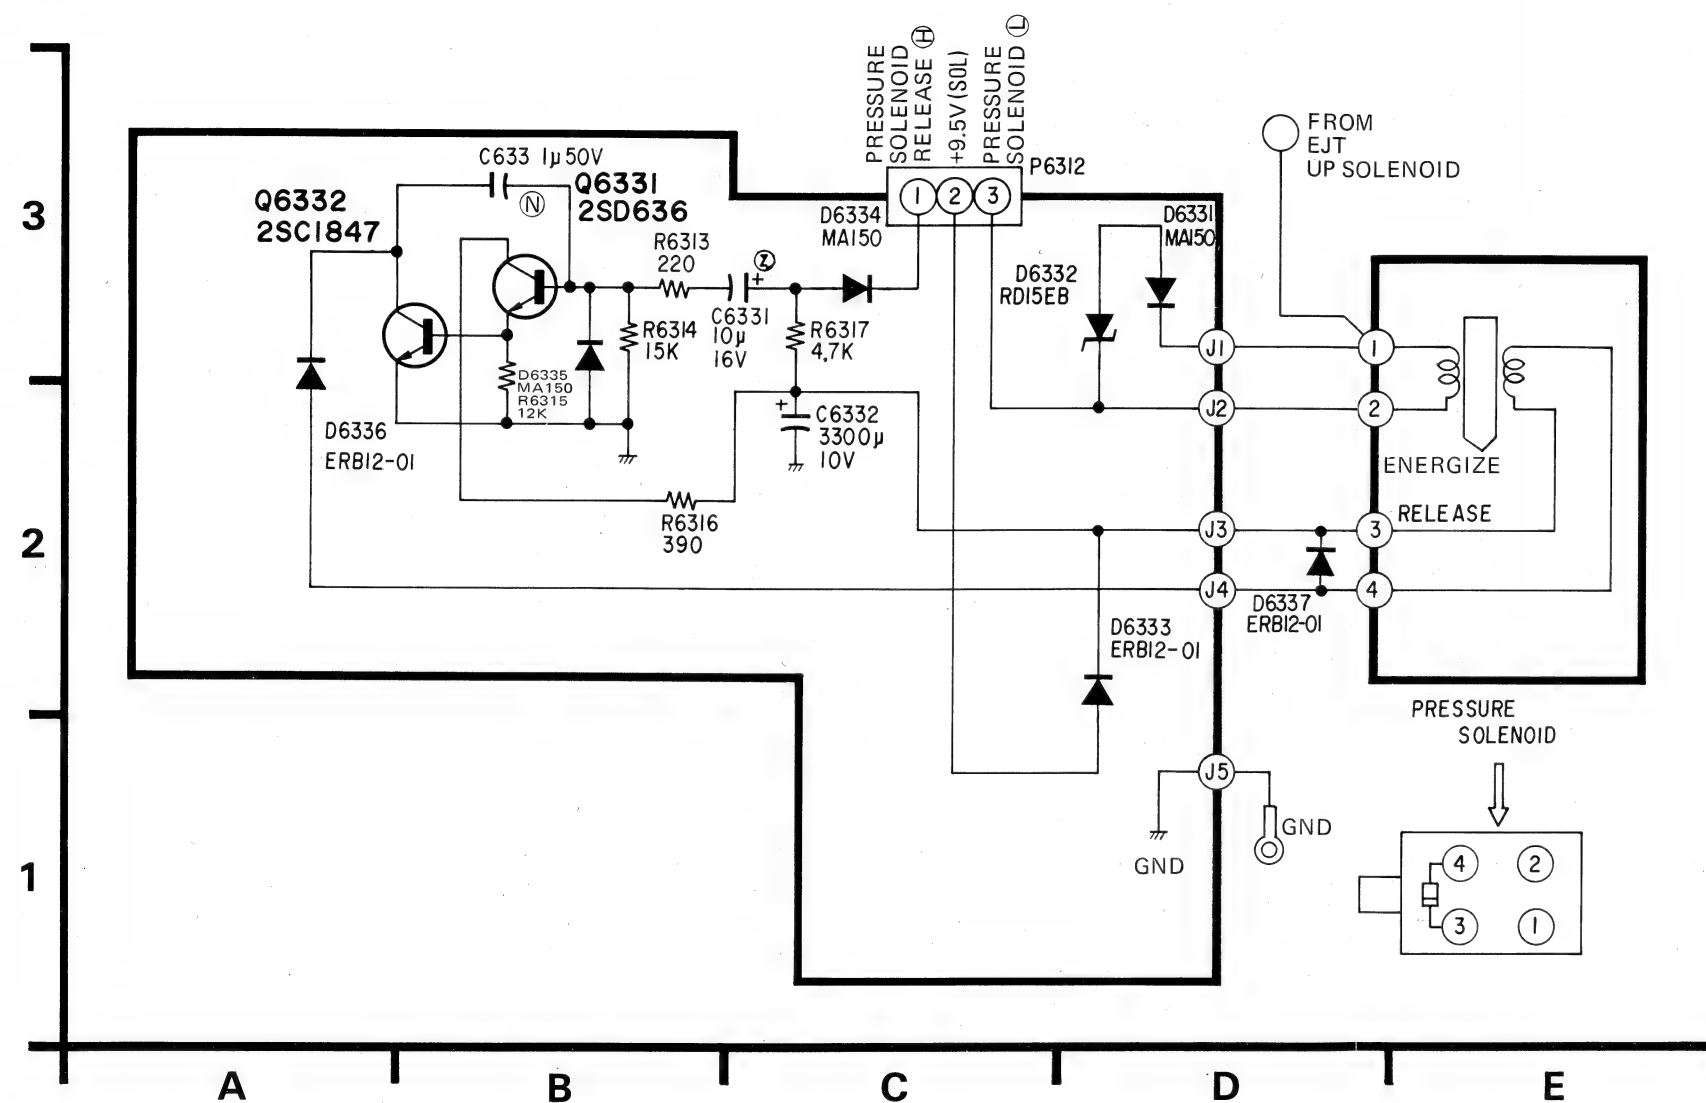 PRESSURE
SOLENOID
RELEASE Ⓗ
+9.5V(SOL)
PRESSURE
SOLENOID Ⓛ
P6312
1 2 3
FROM
EJT
UP SOLENOID
3
C633 1μ50V
Ⓝ
Q6332
2SC1847
Q6331
2SD636
R6313
220
Ⓩ
+
C6331
10μ
16V
D6334
MA150
D6331
MA150
D6332
RD15EB
R6314
15K
R6317
4.7K
D6335
MA150
R6315
12K
+
C6332
3300μ
10V
D6336
ERB12-01
R6316
390
J1
1
J2
2
ENERGIZE
RELEASE
2
J3
3
J4
4
D6337
ERB12-01
D6333
ERB12-01
PRESSURE
SOLENOID
J5
GND
GND
4 2
3 1
1
A B C D E